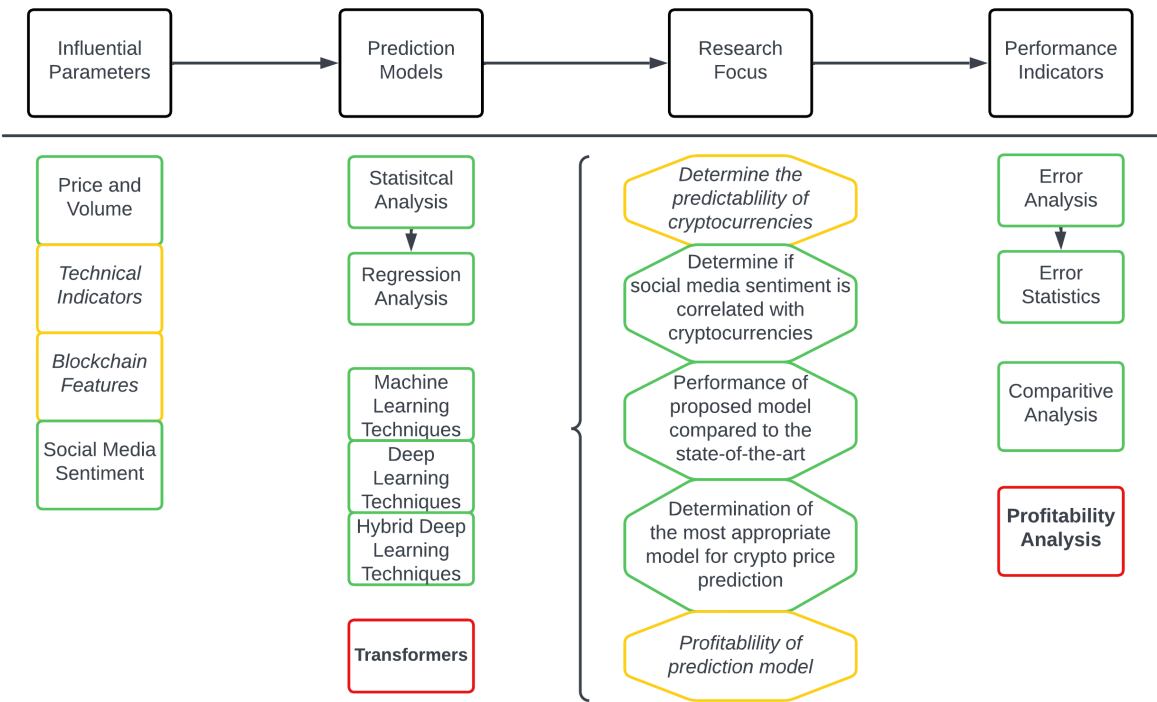 Influential
Parameters
Prediction
Models
Research
Focus
Performance
Indicators
Price and
Volume
Technical
Indicators
Blockchain
Features
Social Media
Sentiment
Statisitcal
Analysis
Regression
Analysis
Machine
Learning
Techniques
Deep
Learning
Techniques
Hybrid Deep
Learning
Techniques
Transformers
Determine the
predictablility of
cryptocurrencies
Determine if
social media sentiment is
correlated with
cryptocurrencies
Performance of
proposed model
compared to the
state-of-the-art
Determination of
the most appropriate
model for crypto price
prediction
Profitablility of
prediction model
Error
Analysis
Error
Statistics
Comparitive
Analysis
Profitability
Analysis